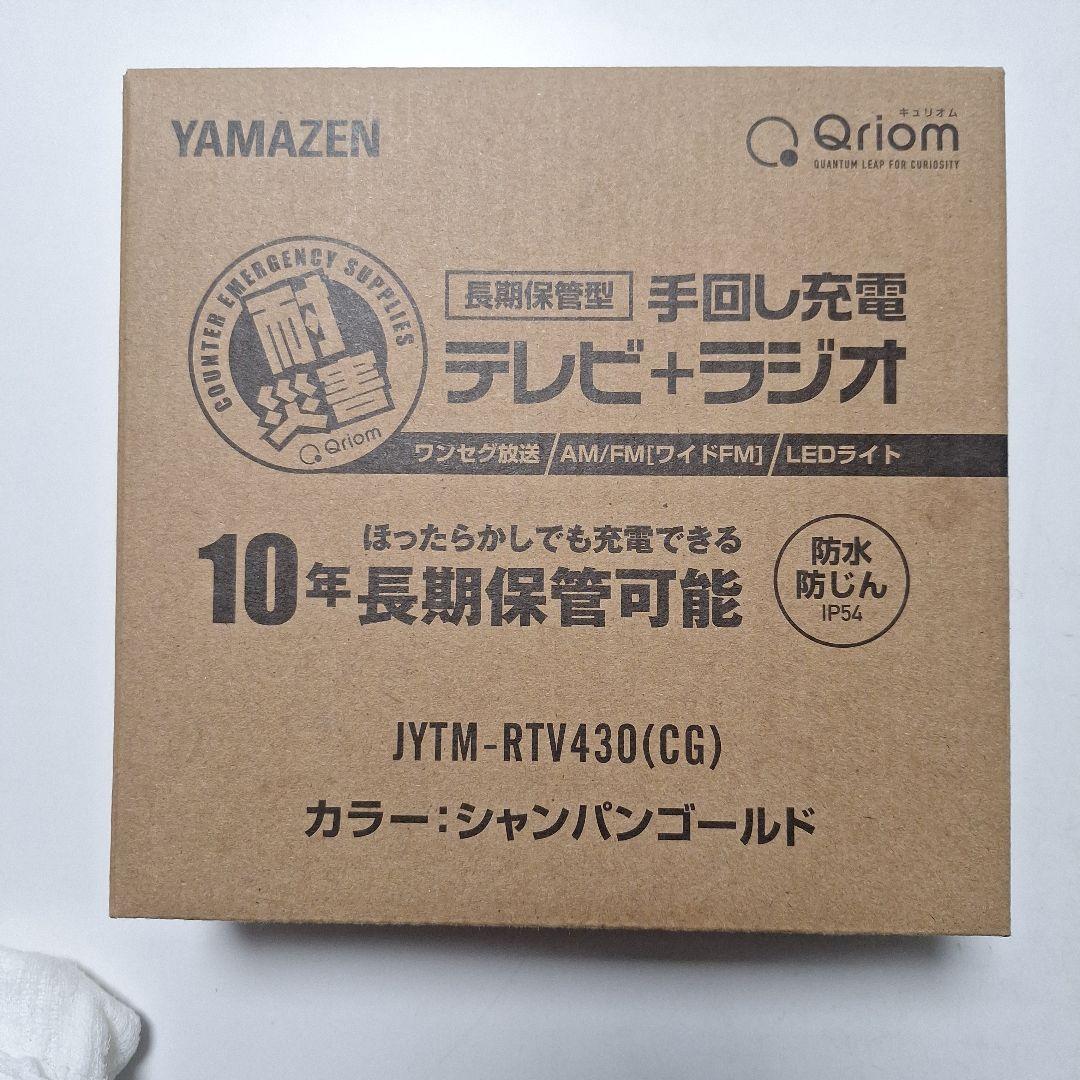 YAMAZEN
キュリオム
Qriom
QUANTUM LEAP FOR CURIOSITY
COUNTER EMERGENCY SUPPLIES
耐災害
Qriom
長期保管型 手回し充電
テレビ+ラジオ
ワンセグ放送/AM/FM[ワイドFM]/LEDライト
ほったらかしでも充電できる
10年長期保管可能
防水
防じん
IP54
JYTM-RTV430(CG)
カラー:シャンパンゴールド